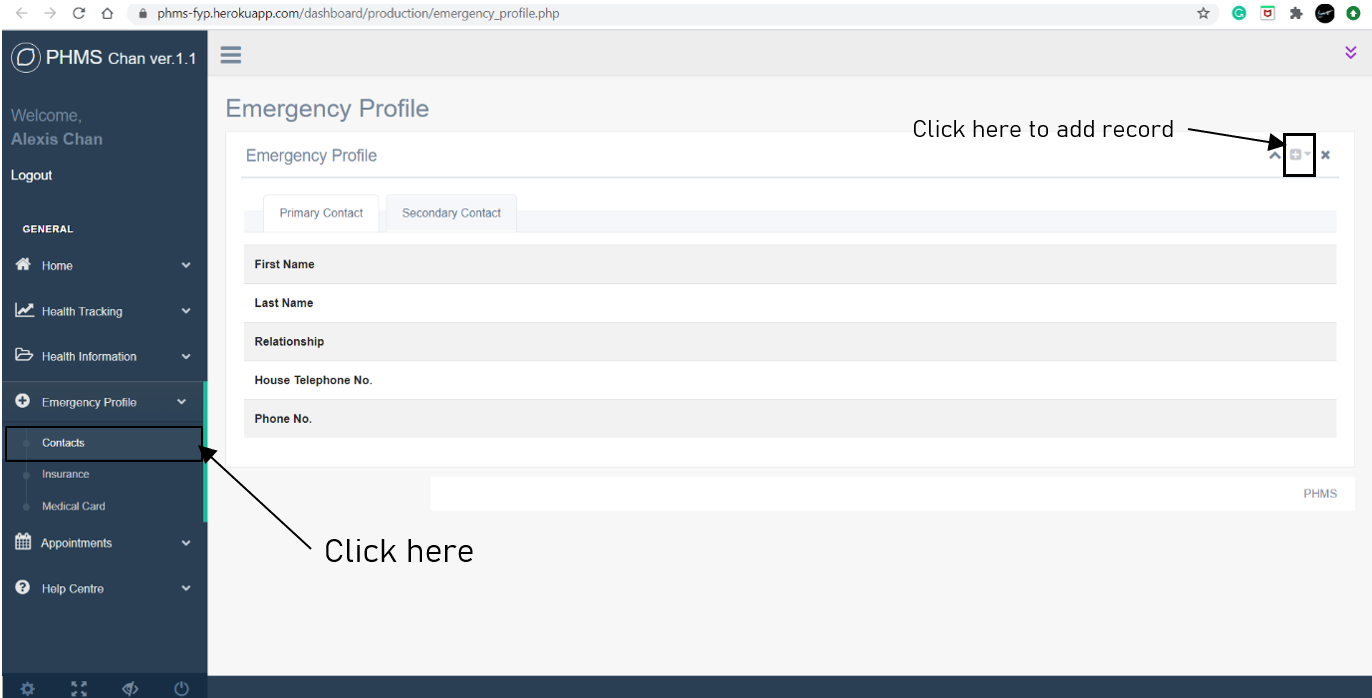 phms-fyp.herokuapp.com/dashboard/production/emergency_profile.php
PHMS Chan ver.1.1
Welcome,
Alexis Chan
Logout
GENERAL
Home
Health Tracking
Health Information
Emergency Profile
Contacts
Insurance
Medical Card
Appointments
Help Centre
Emergency Profile
Click here to add record
Emergency Profile
Primary Contact Secondary Contact
First Name
Last Name
Relationship
House Telephone No.
Phone No.
PHMS
Click here